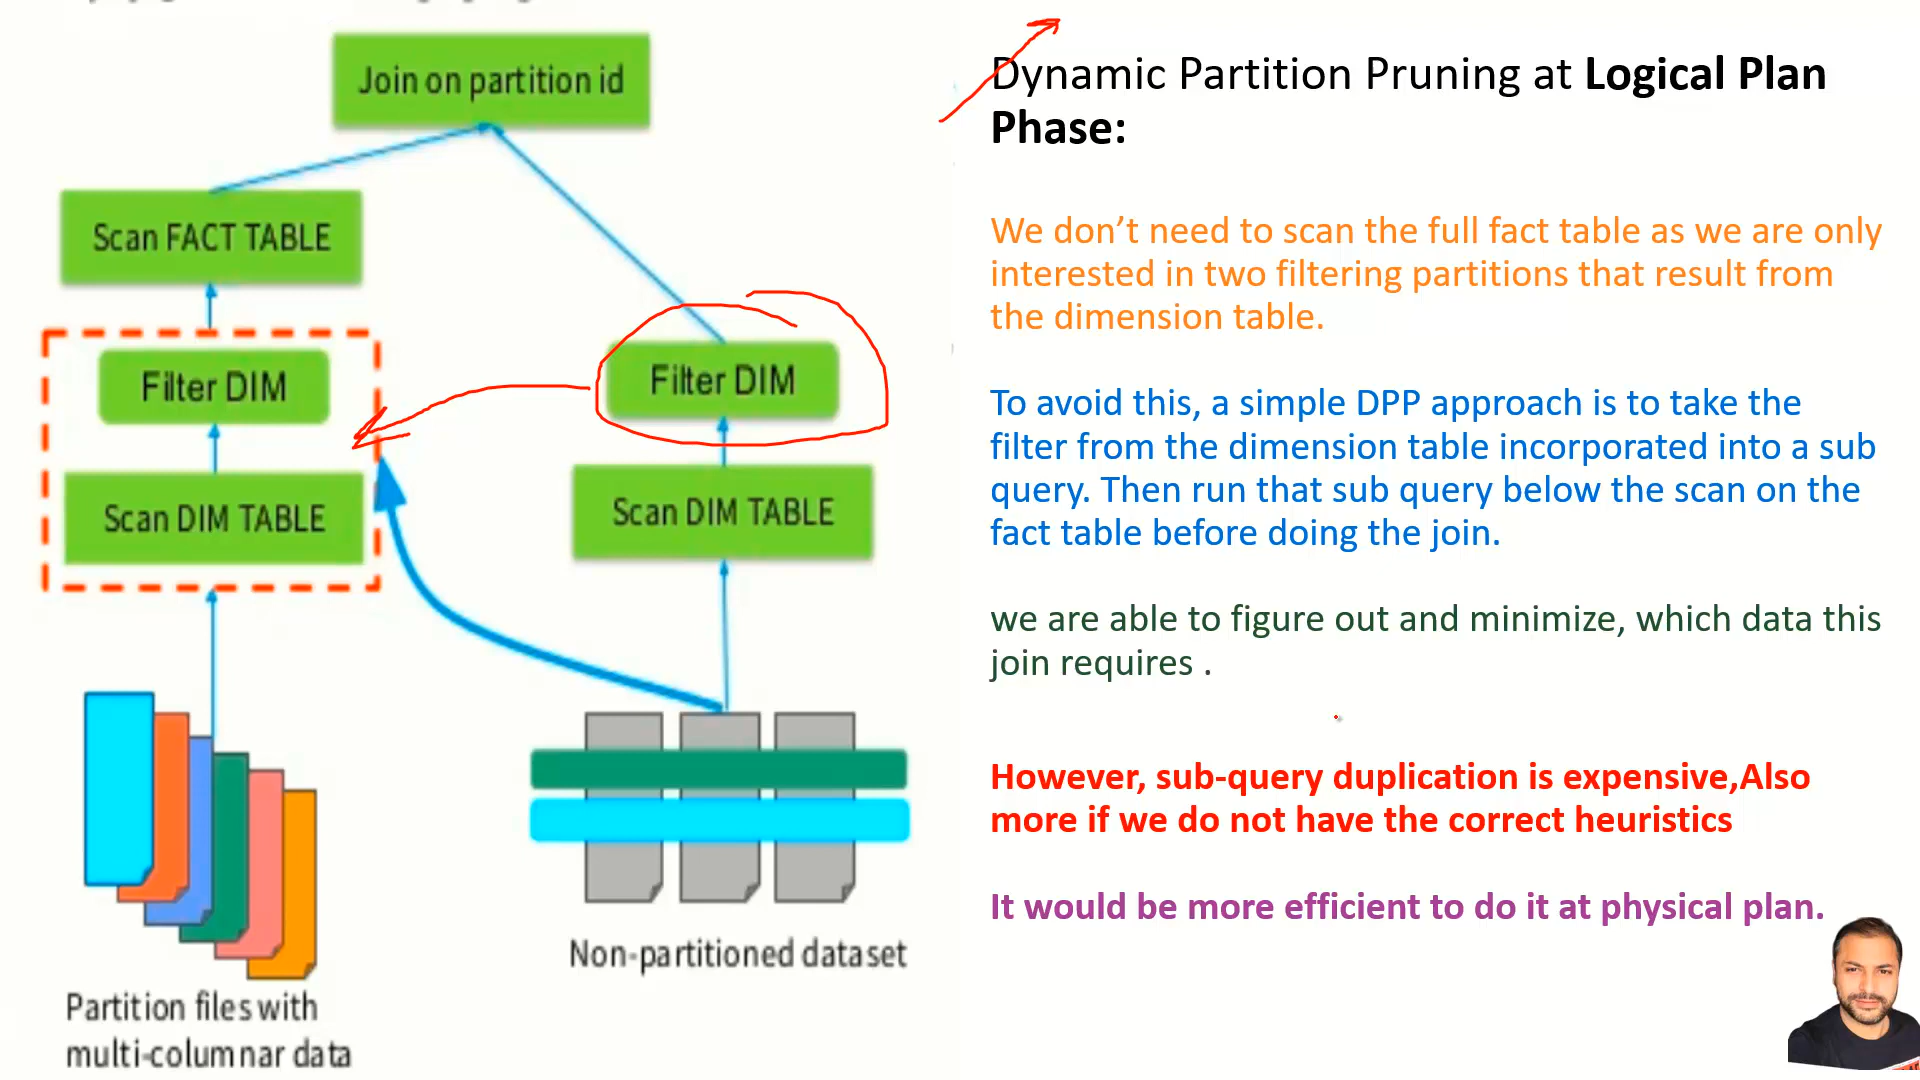 Join on partition id
Scan FACT TABLE
Filter DIM
Scan DIM TABLE
Filter DIM
Scan DIM TABLE
Partition files with
multi-columnar data
Non-partitioned dataset
Dynamic Partition Pruning at Logical Plan
Phase:
We don’t need to scan the full fact table as we are only
interested in two filtering partitions that result from
the dimension table.
To avoid this, a simple DPP approach is to take the
filter from the dimension table incorporated into a sub
query. Then run that sub query below the scan on the
fact table before doing the join.
we are able to figure out and minimize, which data this
join requires .
However, sub-query duplication is expensive,Also
more if we do not have the correct heuristics
It would be more efficient to do it at physical plan.